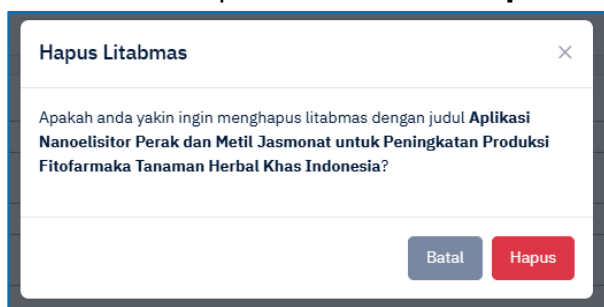 Hapus Litabmas
Apakah anda yakin ingin menghapus litabmas dengan judul Aplikasi
Nanoelisitor Perak dan Metil Jasmonat untuk Peningkatan Produksi
Fitofarmaka Tanaman Herbal Khas Indonesia?
Batal Hapus